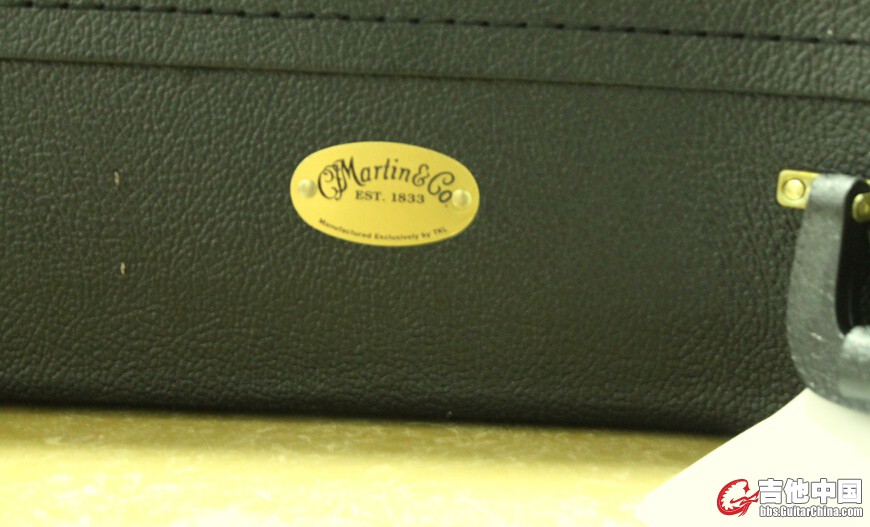 CFMartin&Co.
EST. 1833
Manufactured Exclusively by TKL
吉他中国
bbs.GuitarChina.com